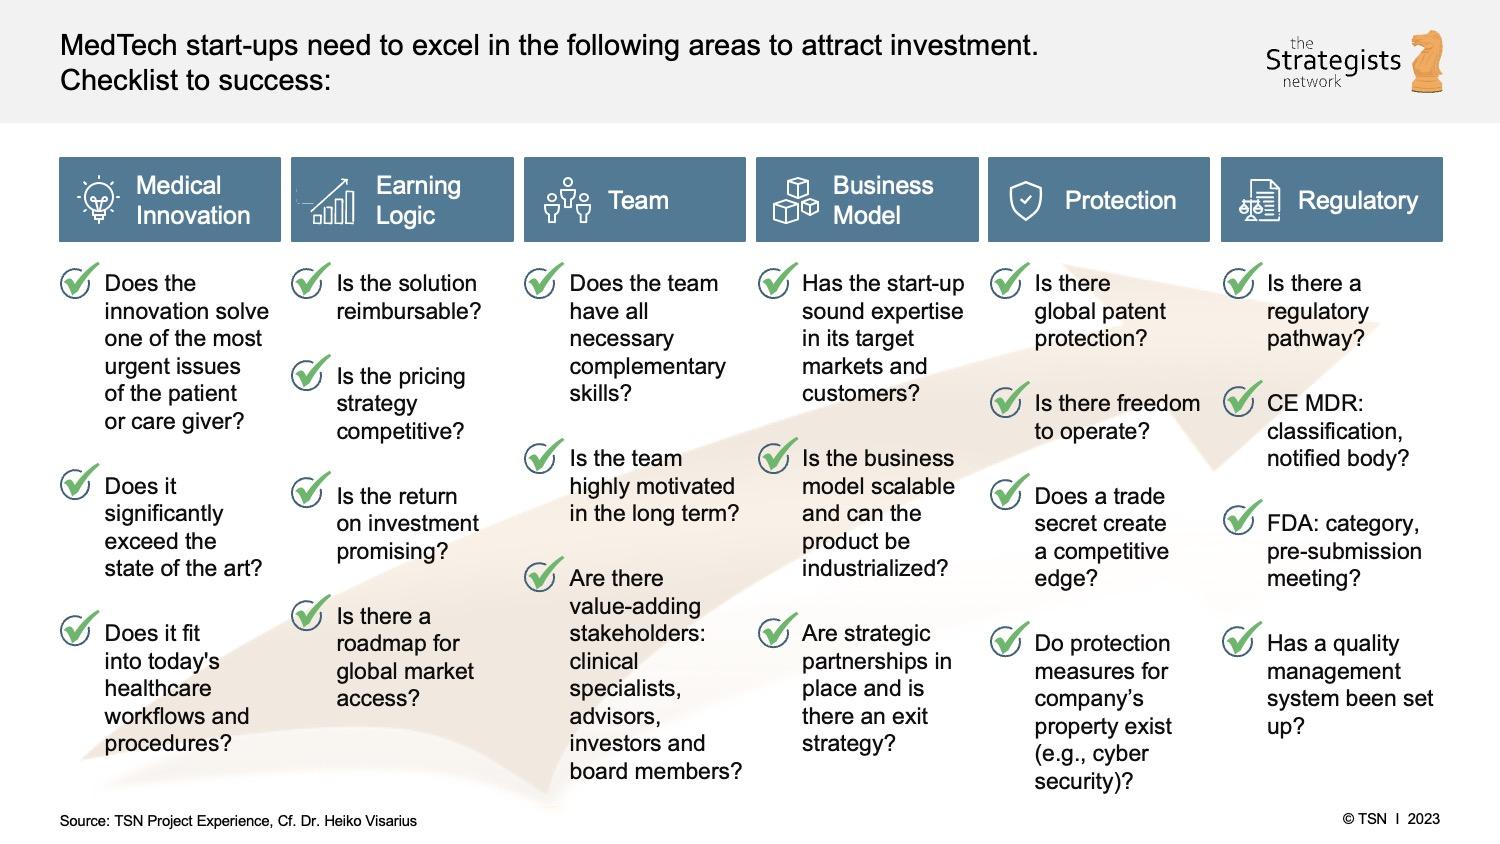 MedTech start-ups need to excel in the following areas to attract investment.
Checklist to success:
the
Strategists
network
Medical
Innovation
Does the
innovation solve
one of the most
urgent issues
of the patient
or care giver?
Does it
significantly
exceed the
state of the art?
Does it fit
into today's
healthcare
workflows and
procedures?
Earning
Logic
Is the solution
reimbursable?
Is the pricing
strategy
competitive?
Is the return
on investment
promising?
Is there a
roadmap for
global market
access?
Team
Does the team
have all
necessary
complementary
skills?
Is the team
highly motivated
in the long term?
Are there
value-adding
stakeholders:
clinical
specialists,
advisors,
investors and
board members?
Business
Model
Has the start-up
sound expertise
in its target
markets and
customers?
Is the business
model scalable
and can the
product be
industrialized?
Are strategic
partnerships in
place and is
there an exit
strategy?
Protection
Is there
global patent
protection?
Is there freedom
to operate?
Does a trade
secret create
a competitive
edge?
Do protection
measures for
company’s
property exist
(e.g., cyber
security)?
Regulatory
Is there a
regulatory
pathway?
CE MDR:
classification,
notified body?
FDA: category,
pre-submission
meeting?
Has a quality
management
system been set
up?
Source: TSN Project Experience, Cf. Dr. Heiko Visarius
© TSN I 2023